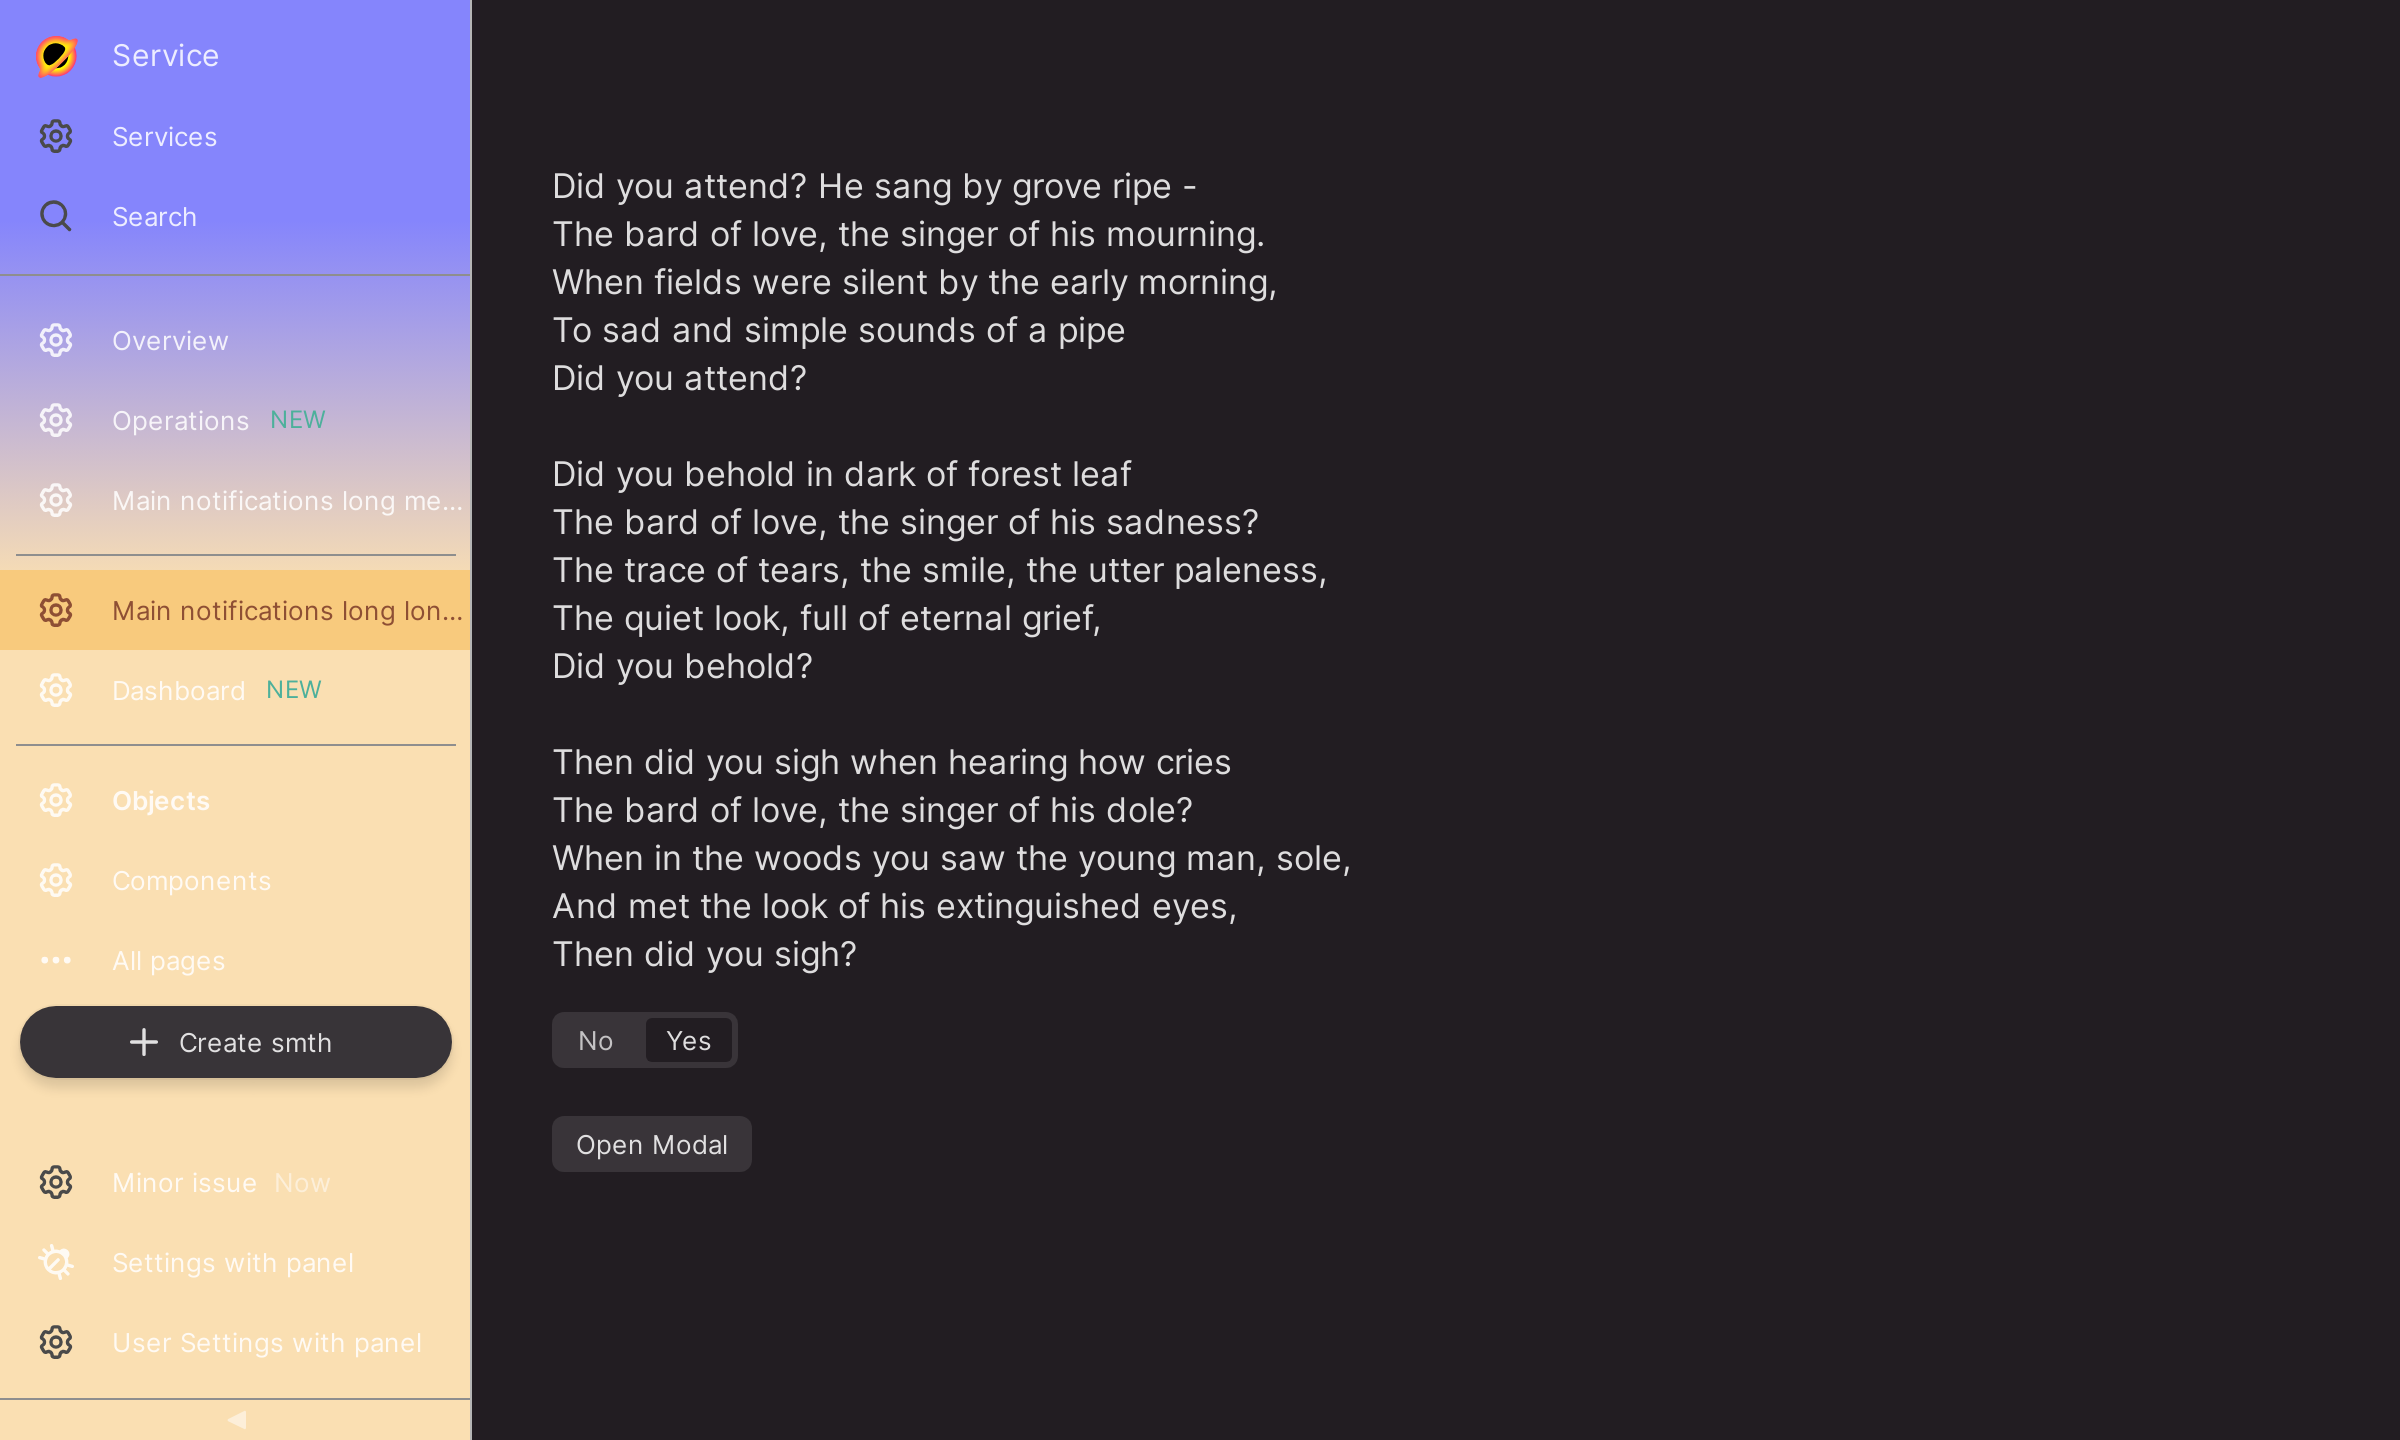 Service
Services
Search
Overview
Operations NEW
Main notifications long me...
Main notifications long lon...
Dashboard NEW
Objects
Components
All pages
Create smth
Minor issue Now
Settings with panel
User Settings with panel
Did you attend? He sang by grove ripe -
The bard of love, the singer of his mourning.
When fields were silent by the early morning,
To sad and simple sounds of a pipe
Did you attend?
Did you behold in dark of forest leaf
The bard of love, the singer of his sadness?
The trace of tears, the smile, the utter paleness,
The quiet look, full of eternal grief,
Did you behold?
Then did you sigh when hearing how cries
The bard of love, the singer of his dole?
When in the woods you saw the young man, sole,
And met the look of his extinguished eyes,
Then did you sigh?
No Yes
Open Modal